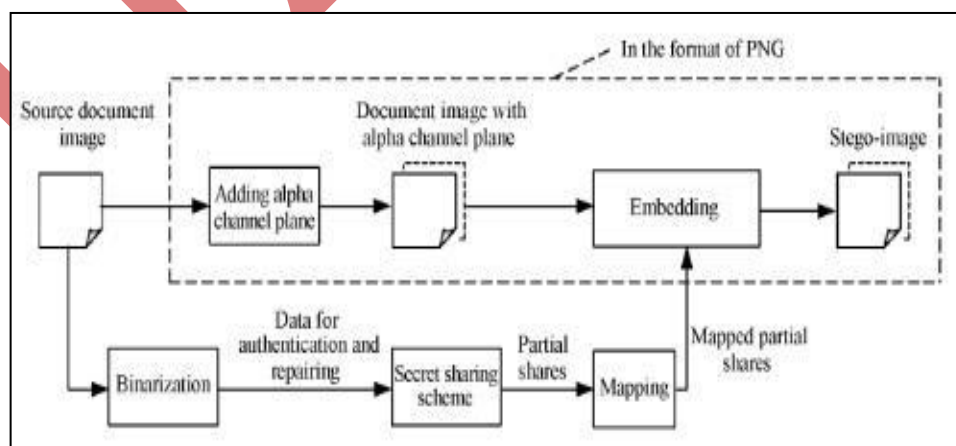 In the format of PNG
Source document
image
Document image with
alpha channel plane
Stego-image
Adding alpha
channel plane
Embedding
Data for
authentication and
repairing
Partial
shares
Mapped partial
shares
Binarization
Secret sharing
scheme
Mapping